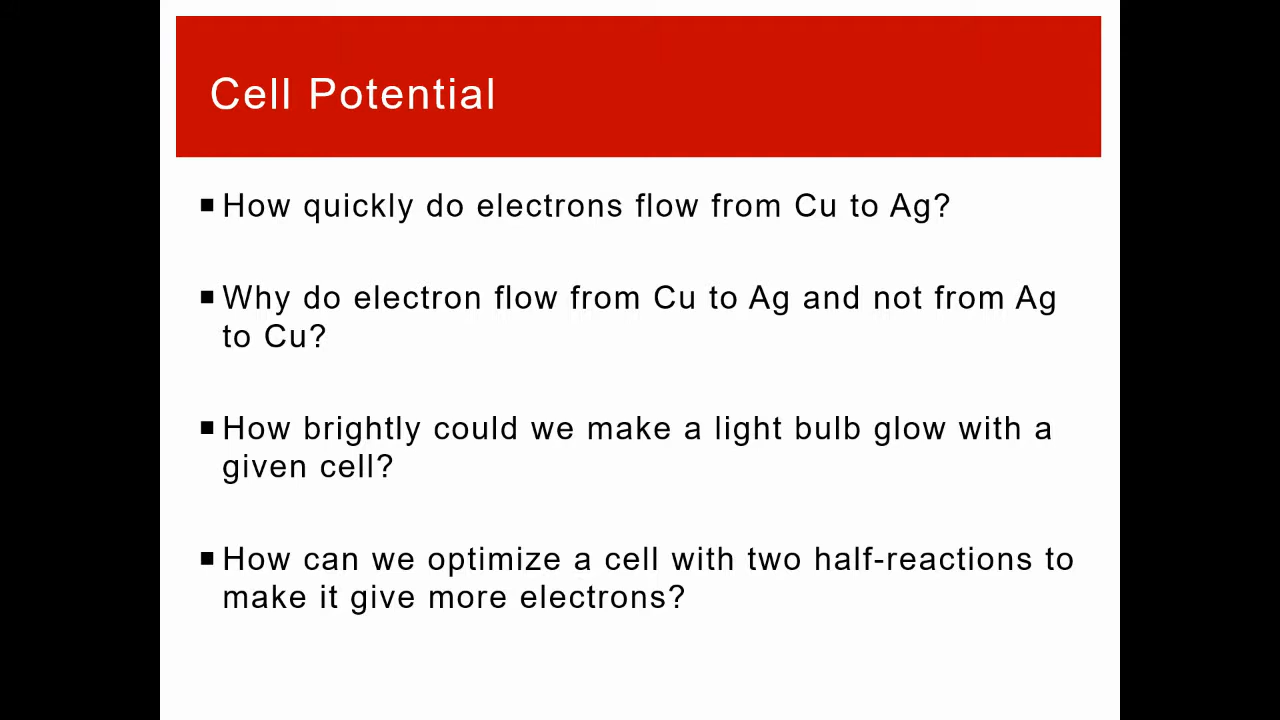 Cell Potential
▪ How quickly do electrons flow from Cu to Ag?
▪ Why do electron flow from Cu to Ag and not from Ag
to Cu?
▪ How brightly could we make a light bulb glow with a
given cell?
▪ How can we optimize a cell with two half-reactions to
make it give more electrons?